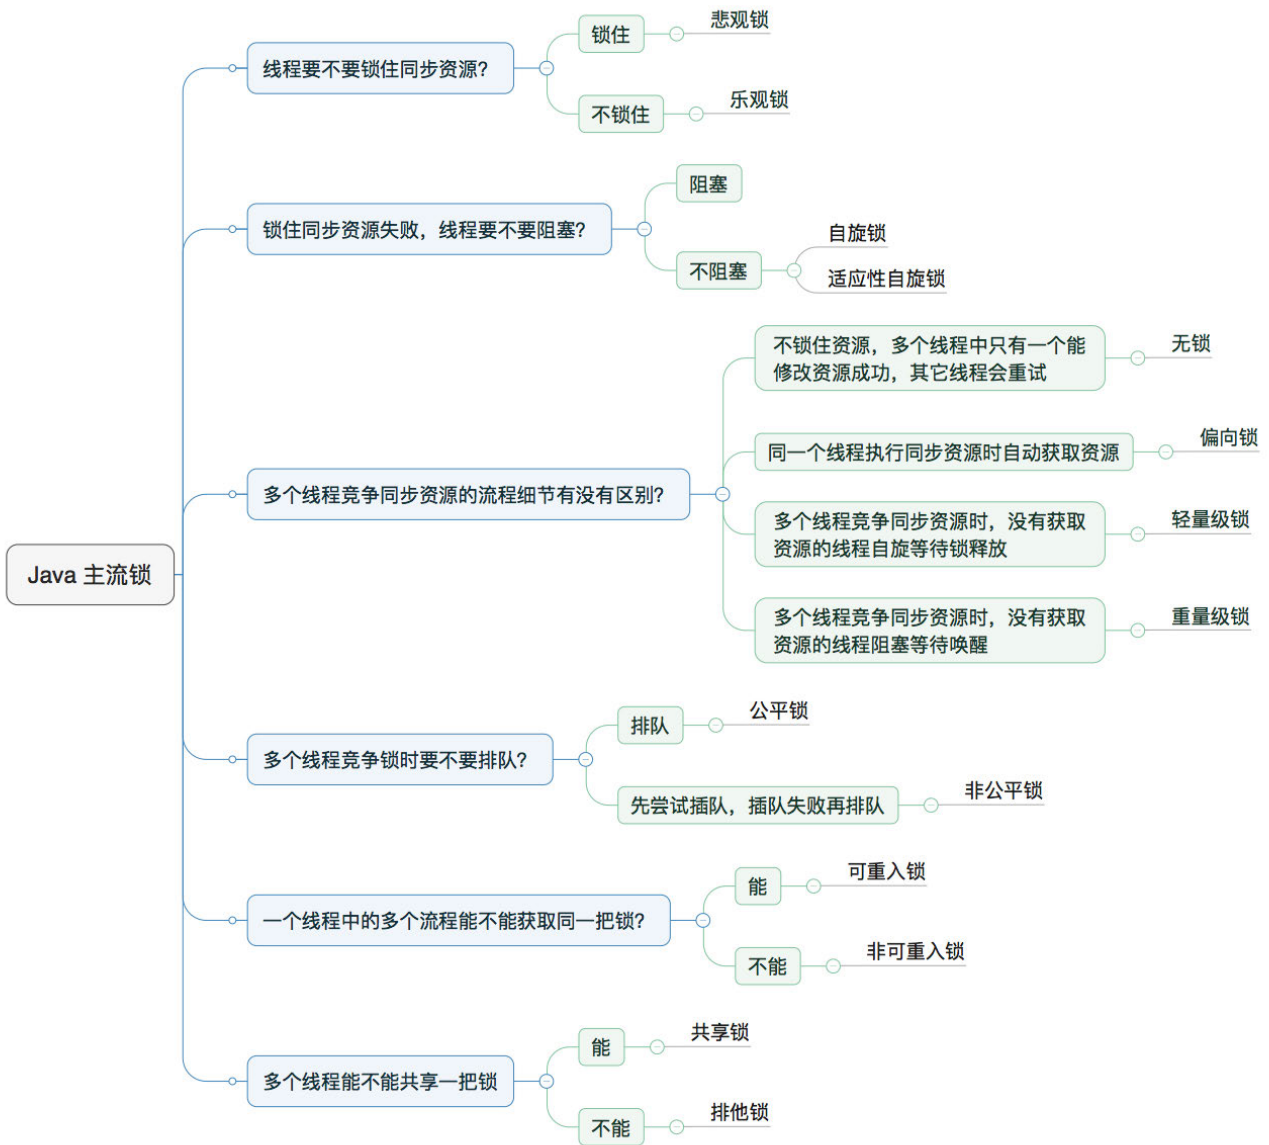 Java 主流锁
线程要不要锁住同步资源？
锁住
悲观锁
不锁住
乐观锁
锁住同步资源失败，线程要不要阻塞？
阻塞
不阻塞
自旋锁
适应性自旋锁
多个线程竞争同步资源的流程细节有没有区别？
不锁住资源，多个线程中只有一个能
修改资源成功，其它线程会重试
无锁
同一个线程执行同步资源时自动获取资源
偏向锁
多个线程竞争同步资源时，没有获取
资源的线程自旋等待锁释放
轻量级锁
多个线程竞争同步资源时，没有获取
资源的线程阻塞等待唤醒
重量级锁
多个线程竞争锁时要不要排队？
排队
公平锁
先尝试插队，插队失败再排队
非公平锁
一个线程中的多个流程能不能获取同一把锁？
能
可重入锁
不能
非可重入锁
多个线程能不能共享一把锁
能
共享锁
不能
排他锁